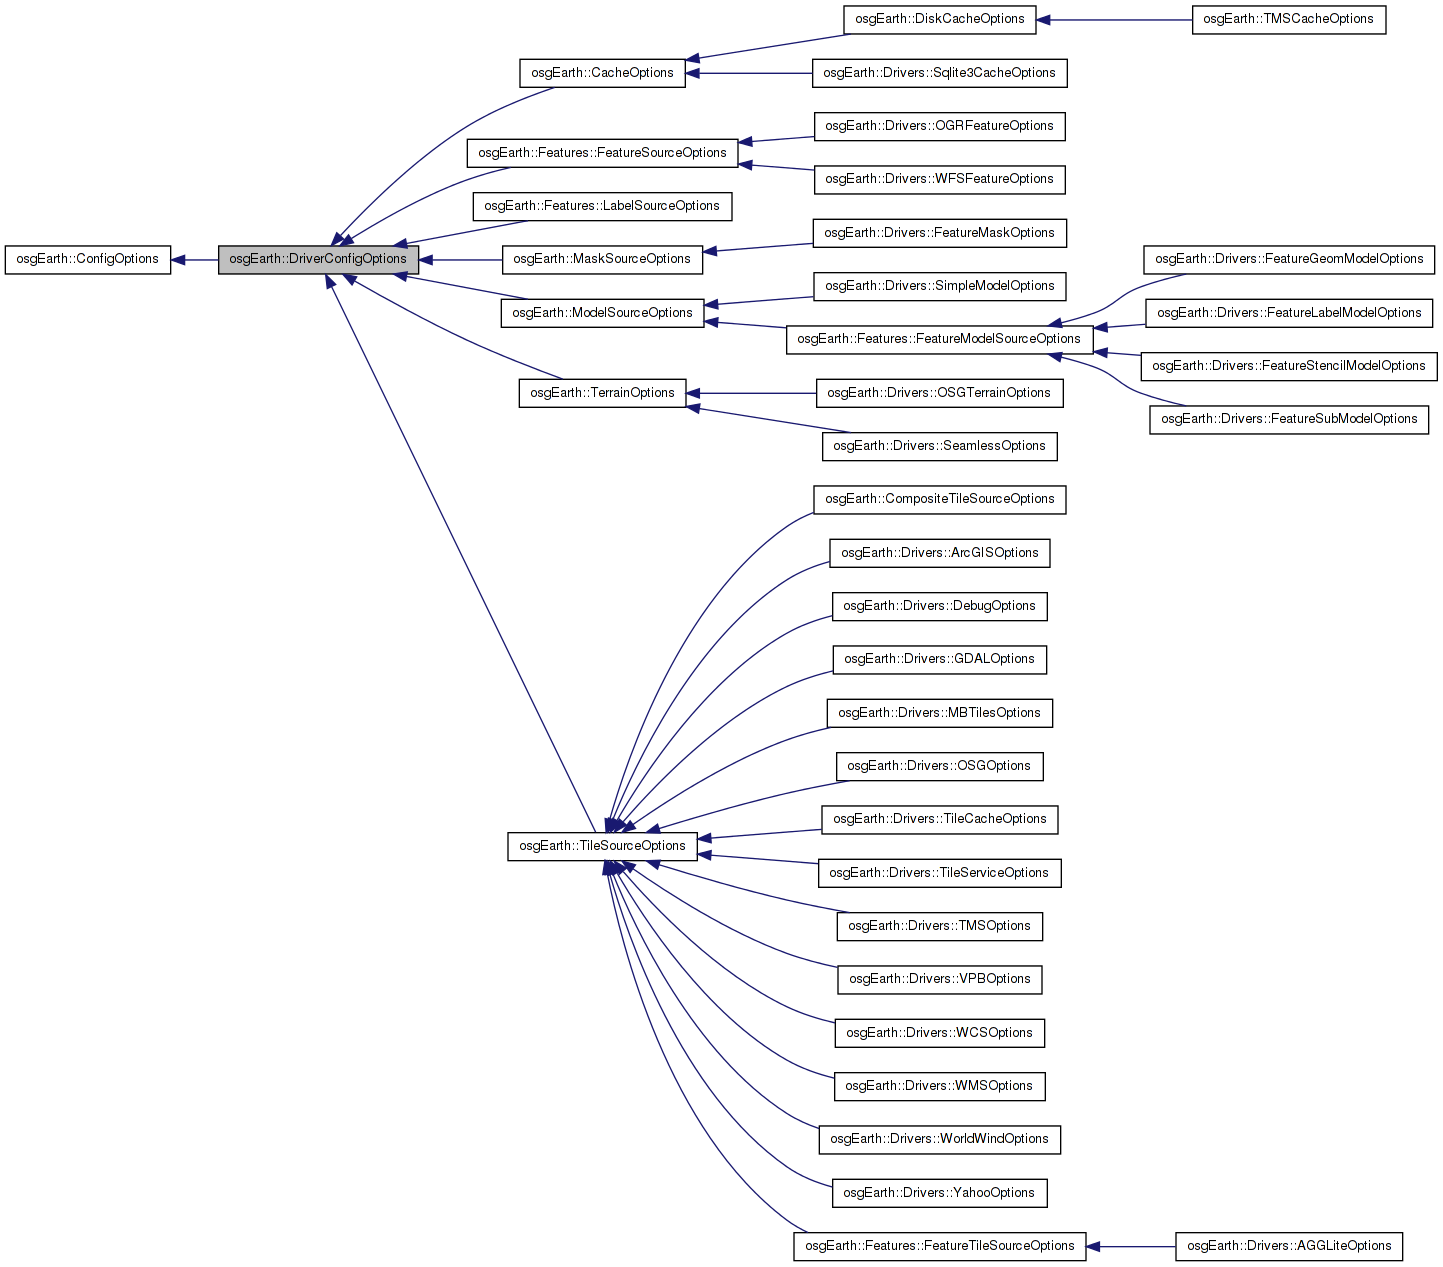 osgEarth::DiskCacheOptions
osgEarth::TMSCacheOptions
osgEarth::CacheOptions
osgEarth::Drivers::Sqlite3CacheOptions
osgEarth::Drivers::OGRFeatureOptions
osgEarth::Features::FeatureSourceOptions
osgEarth::Drivers::WFSFeatureOptions
osgEarth::Features::LabelSourceOptions
osgEarth::Drivers::FeatureMaskOptions
osgEarth::ConfigOptions
osgEarth::DriverConfigOptions
osgEarth::MaskSourceOptions
osgEarth::Drivers::FeatureGeomModelOptions
osgEarth::Drivers::SimpleModelOptions
osgEarth::ModelSourceOptions
osgEarth::Drivers::FeatureLabelModelOptions
osgEarth::Features::FeatureModelSourceOptions
osgEarth::Drivers::FeatureStencilModelOptions
osgEarth::TerrainOptions
osgEarth::Drivers::OSGTerrainOptions
osgEarth::Drivers::FeatureSubModelOptions
osgEarth::Drivers::SeamlessOptions
osgEarth::CompositeTileSourceOptions
osgEarth::Drivers::ArcGISOptions
osgEarth::Drivers::DebugOptions
osgEarth::Drivers::GDALOptions
osgEarth::Drivers::MBTilesOptions
osgEarth::Drivers::OSGOptions
osgEarth::Drivers::TileCacheOptions
osgEarth::TileSourceOptions
osgEarth::Drivers::TileServiceOptions
osgEarth::Drivers::TMSOptions
osgEarth::Drivers::VPBOptions
osgEarth::Drivers::WCSOptions
osgEarth::Drivers::WMSOptions
osgEarth::Drivers::WorldWindOptions
osgEarth::Drivers::YahooOptions
osgEarth::Features::FeatureTileSourceOptions
osgEarth::Drivers::AGGLiteOptions